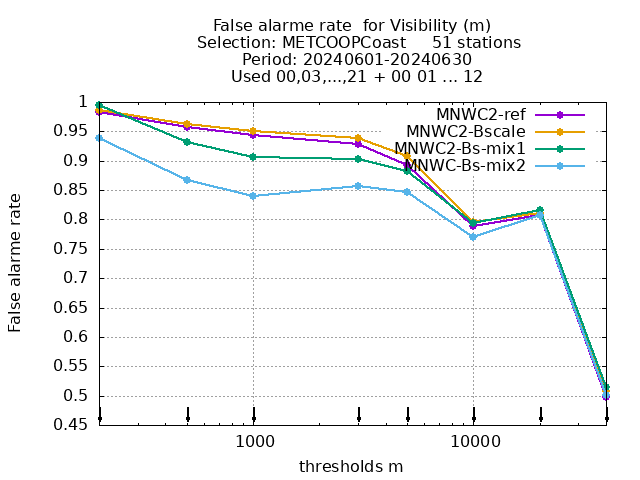 False alarme rate  for Visibility (m)
Selection: METCOOPCoast     51 stations
Period: 20240601-20240630
Used 00,03,...,21 + 00 01 ... 12
MNWC2-ref
MNWC2-Bscale
MNWC2-Bs-mix1
MNWC-Bs-mix2
False alarme rate
1
0.95
0.9
0.85
0.8
0.75
0.7
0.65
0.6
0.55
0.5
0.45
1000
10000
thresholds m